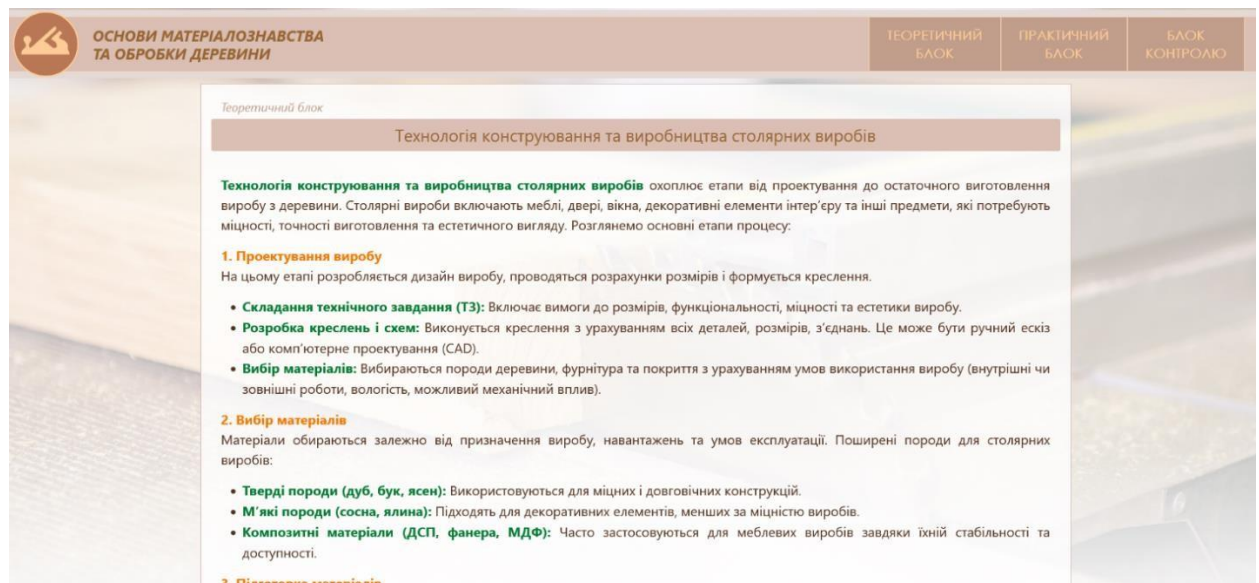 ОСНОВИ МАТЕРІАЛОЗНАВСТВА
ТА ОБРОБКИ ДЕРЕВИНИ
ТЕОРЕТИЧНИЙ
БЛОК
ПРАКТИЧНИЙ
БЛОК
БЛОК
КОНТРОЛЮ
Теоретичний блок
Технологія конструювання та виробництва столярних виробів
Технологія конструювання та виробництва столярних виробів охоплює етапи від проектування до остаточного виготовлення
виробу з деревини. Столярні вироби включають меблі, двері, вікна, декоративні елементи інтер'єру та інші предмети, які потребують
міцності, точності виготовлення та естетичного вигляду. Розглянемо основні етапи процесу:
1. Проектування виробу
На цьому етапі розробляється дизайн виробу, проводяться розрахунки розмірів і формується креслення.
• Складання технічного завдання (ТЗ): Включає вимоги до розмірів, функціональності, міцності та естетики виробу.
• Розробка креслень і схем: Виконується креслення з урахуванням всіх деталей, розмірів, з'єднань. Це може бути ручний ескіз
або комп'ютерне проектування (CAD).
• Вибір матеріалів: Вибираються породи деревини, фурнітура та покриття з урахуванням умов використання виробу (внутрішні чи
зовнішні роботи, вологість, можливий механічний вплив).
2. Вибір матеріалів
Матеріали обираються залежно від призначення виробу, навантажень та умов експлуатації. Поширені породи для столярних
виробів:
• Тверді породи (дуб, бук, ясен): Використовуються для міцних і довговічних конструкцій.
• М'які породи (сосна, ялина): Підходять для декоративних елементів, менших за міцністю виробів.
• Композитні матеріали (ДСП, фанера, МДФ): Часто застосовуються для меблевих виробів завдяки їхній стабільності та
доступності.
3. Підготовка матеріалів